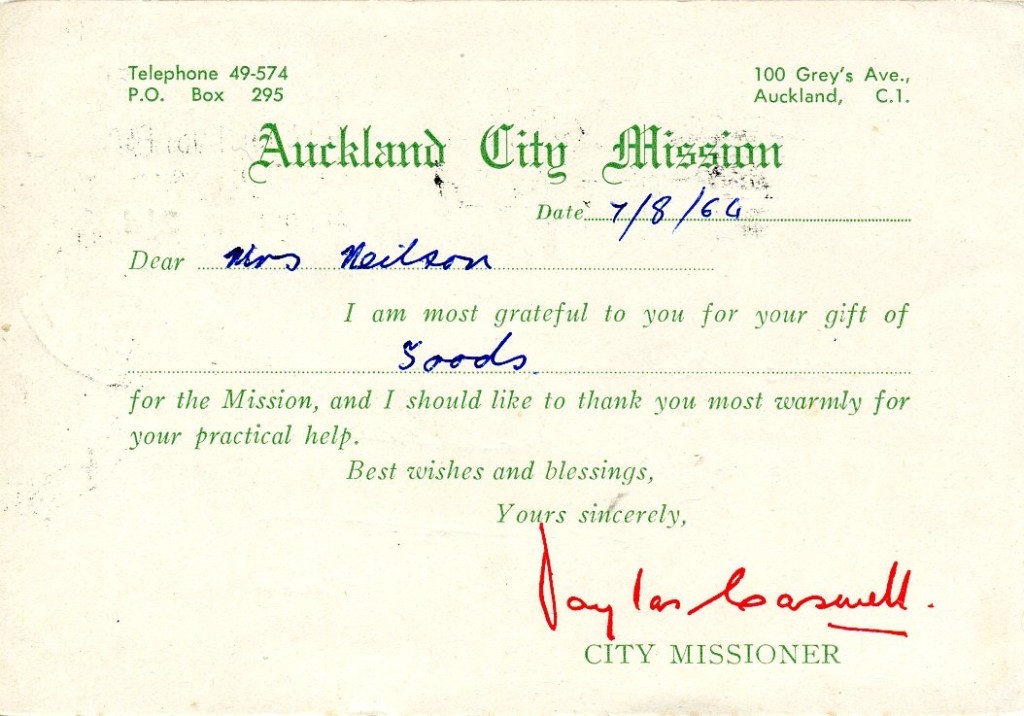 Telephone 49-574
P.O. Box 295
100 Grey's Ave.,
Auckland, C.1.
Auckland City Mission
Date 7/8/64
Dear Mrs Neilson
I am most grateful to you for your gift of
Goods
for the Mission, and I should like to thank you most warmly for
your practical help.
Best wishes and blessings,
Yours sincerely,
CITY MISSIONER